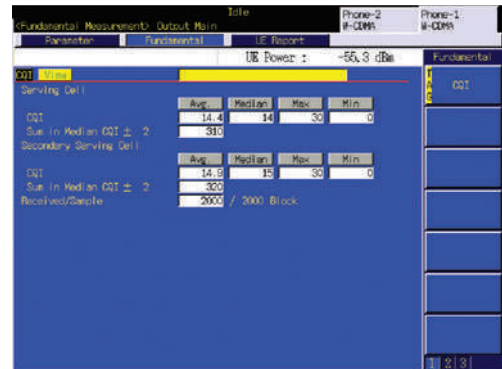 Idle
<Fundamental Measurement> Output Main
Phone-2
W-CDMA
Phone-1
W-CDMA
Parameter Fundamental UE Report
UE Power : -55.3 dBm
Fundamental
CQI View
TAG
CQI
Serving Cell
Avg. Median Max Min
CQI 14.4 14 30 0
Sum in Median CQI ± 2 310
Secondary Serving Cell
Avg. Median Max Min
CQI 14.9 15 30 0
Sum in Median CQI ± 2 320
Received/Sample 2000 / 2000 Block
1 2 3